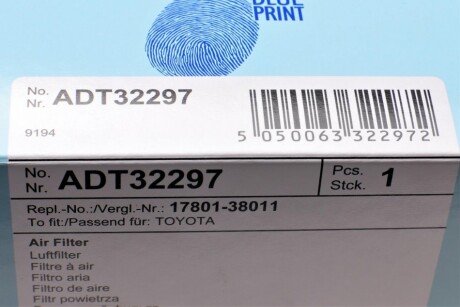 BLUE
PRINT
No.
Nr. ADT32297
9194
5 050063 322972
No.
Nr. ADT32297
Pcs.
Stck. 1
Repl.-No.:/Vergl.-Nr.: 17801-38011
To fit:/Passend für: TOYOTA
Air Filter
Luftfilter
Filtre à air
Filtro aria
Filtro de aire
Filtr powietrza